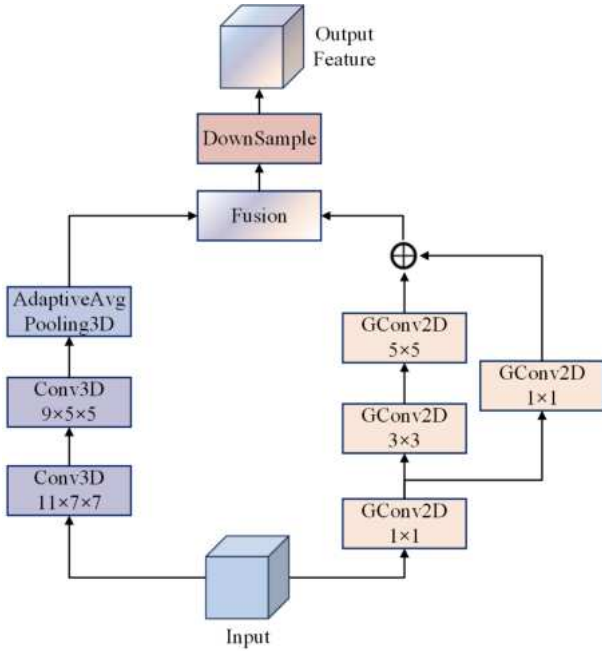 Output
Feature
DownSample
Fusion
AdaptiveAvg
Pooling3D
GConv2D
5×5
GConv2D
1×1
Conv3D
9×5×5
GConv2D
3×3
Conv3D
11×7×7
GConv2D
1×1
Input